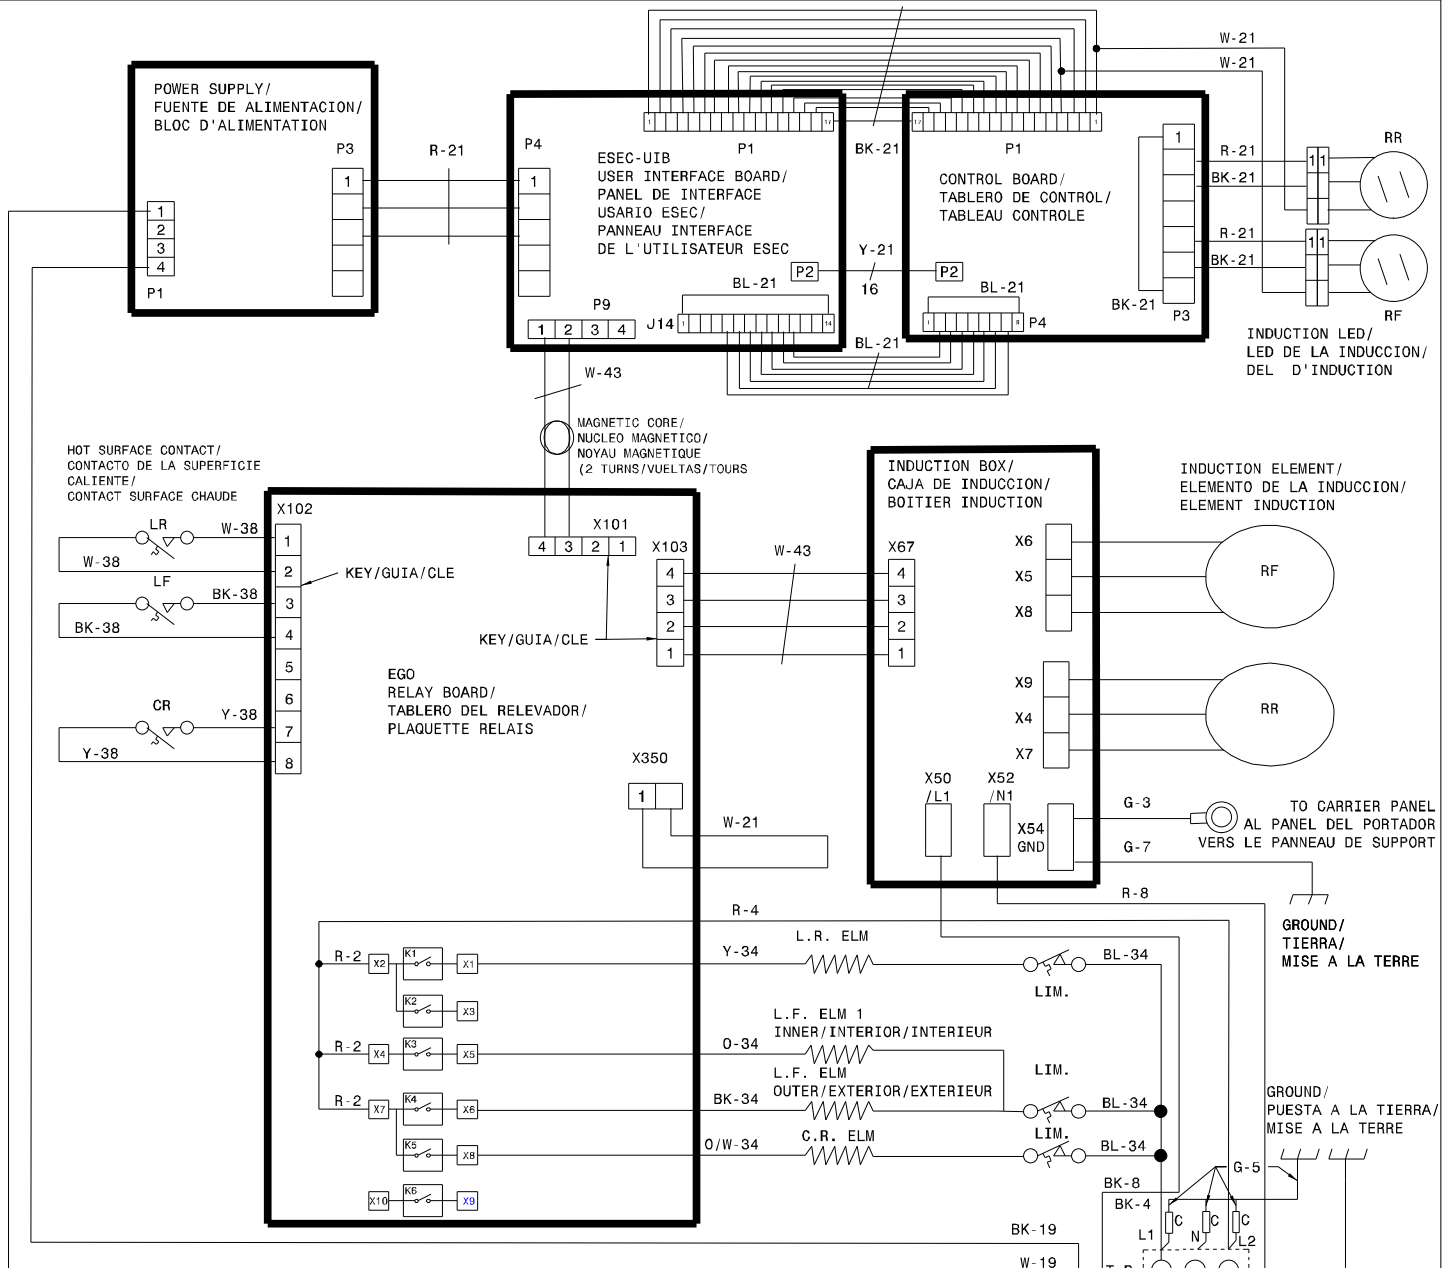 POWER SUPPLY/
FUENTE DE ALIMENTACION/
BLOC D'ALIMENTATION
P3
1
1
2
3
4
P1
R-21
P4
1
1
17
P1
ESEC-UIB
USER INTERFACE BOARD/
PANEL DE INTERFACE
USARIO ESEC/
PANNEAU INTERFACE
DE L'UTILISATEUR ESEC
P2
BL-21
P9
1 2 3 4
J14
1
14
BK-21
Y-21
16
BL-21
17
1
P1
CONTROL BOARD/
TABLERO DE CONTROL/
TABLEAU CONTROLE
P2
BL-21
1
8
P4
1
BK-21
P3
W-21
W-21
R-21
BK-21
1 1
RR
R-21
BK-21
1 1
RF
INDUCTION LED/
LED DE LA INDUCCION/
DEL D'INDUCTION
W-43
MAGNETIC CORE/
NUCLEO MAGNETICO/
NOYAU MAGNETIQUE
(2 TURNS/VUELTAS/TOURS
HOT SURFACE CONTACT/
CONTACTO DE LA SUPERFICIE
CALIENTE/
CONTACT SURFACE CHAUDE
LR
W-38
W-38
LF
BK-38
BK-38
CR
Y-38
Y-38
X102
1
2
3
4
5
6
7
8
KEY/GUIA/CLE
X101
4 3 2 1
X103
4
3
2
1
KEY/GUIA/CLE
EGO
RELAY BOARD/
TABLERO DEL RELEVADOR/
PLAQUETTE RELAIS
X350
1
W-21
W-43
INDUCTION BOX/
CAJA DE INDUCCION/
BOITIER INDUCTION
X67
4
3
2
1
X6
X5
X8
X9
X4
X7
X50
/L1
X52
/N1
X54
GND
INDUCTION ELEMENT/
ELEMENTO DE LA INDUCCION/
ELEMENT INDUCTION
RF
RR
G-3
TO CARRIER PANEL
AL PANEL DEL PORTADOR
VERS LE PANNEAU DE SUPPORT
G-7
R-8
GROUND/
TIERRA/
MISE A LA TERRE
R-4
R-2
X2
K1
X1
Y-34
L.R. ELM
BL-34
LIM.
K2
X3
R-2
X4
K3
X5
O-34
L.F. ELM 1
INNER/INTERIOR/INTERIEUR
L.F. ELM
OUTER/EXTERIOR/EXTERIEUR
LIM.
R-2
X7
K4
X6
BK-34
BL-34
K5
X8
O/W-34
C.R. ELM
LIM.
BL-34
X10
K6
X9
GROUND/
PUESTA A LA TIERRA/
MISE A LA TERRE
G-5
BK-8
BK-4
C
C
C
L1
N
L2
BK-19
W-19